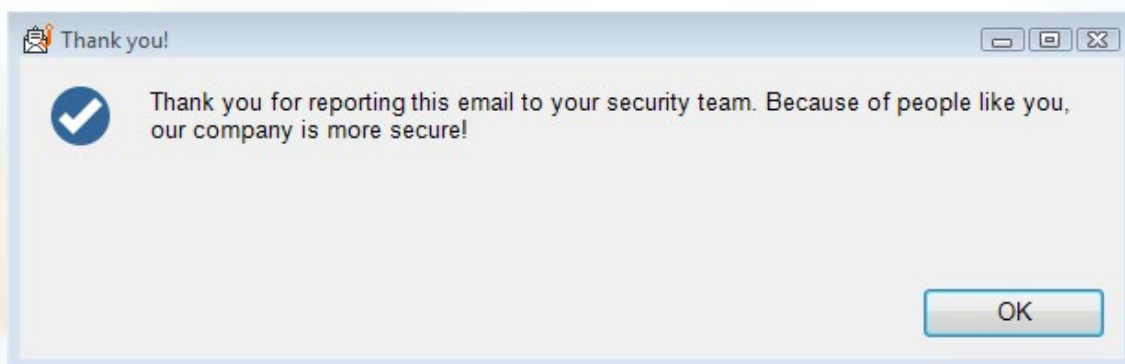 Thank you!
Thank you for reporting this email to your security team. Because of people like you,
our company is more secure!
OK